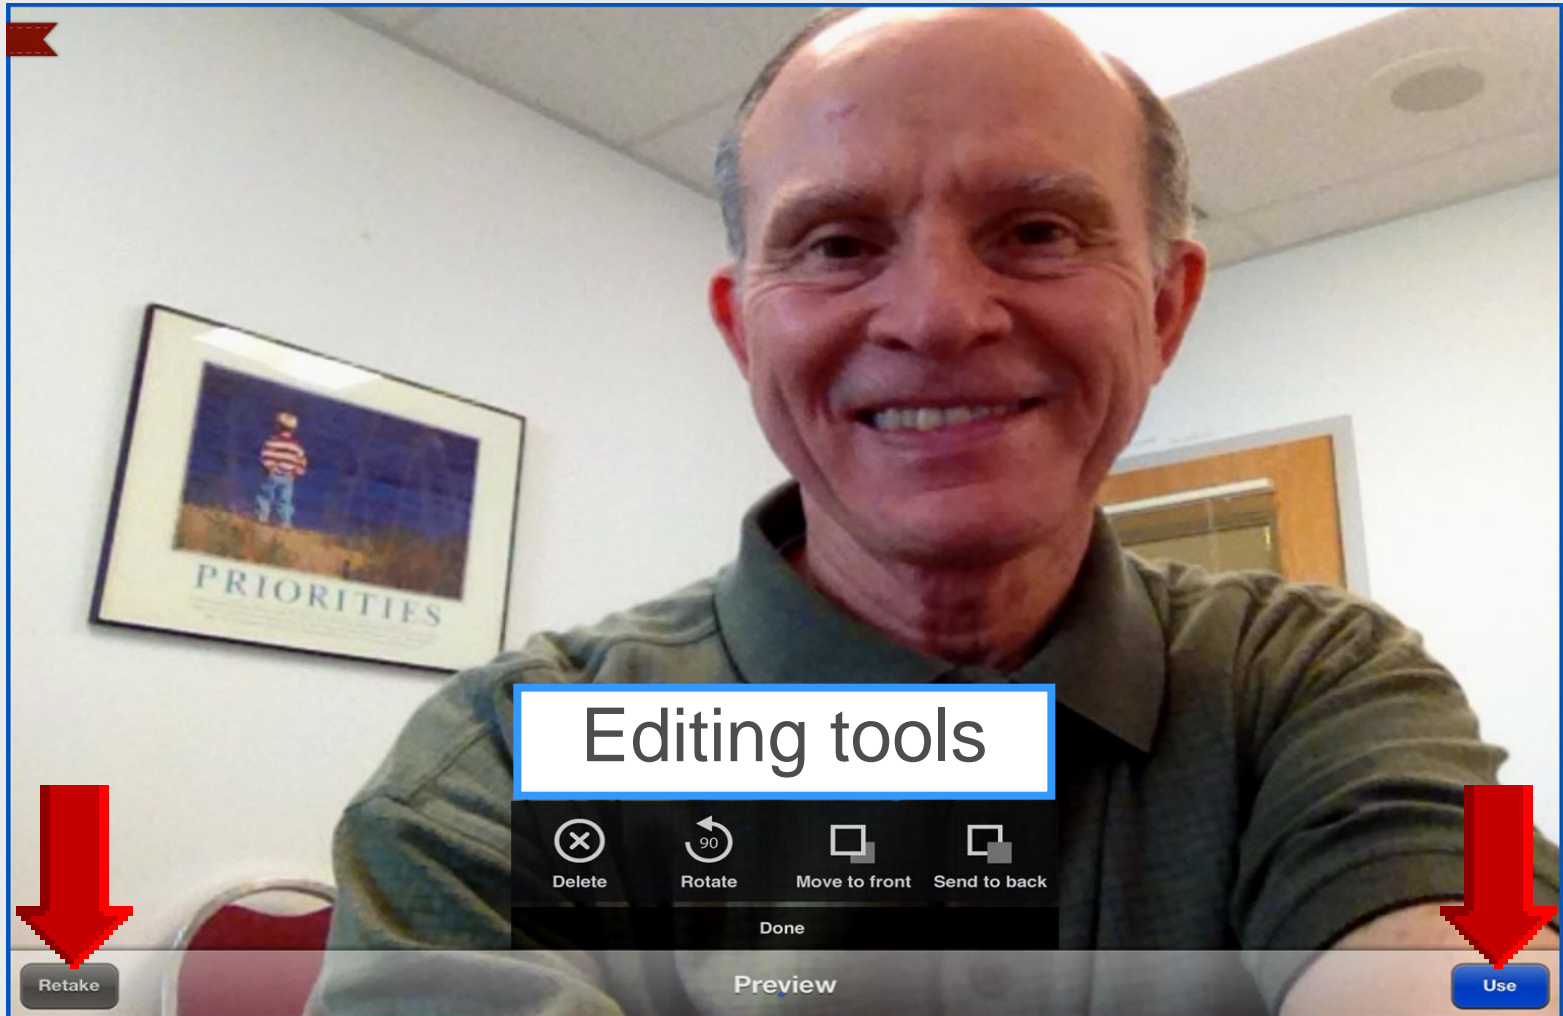 PRIORITIES
Editing tools
90
Delete Rotate Move to front Send to back
Done
Retake Preview Use